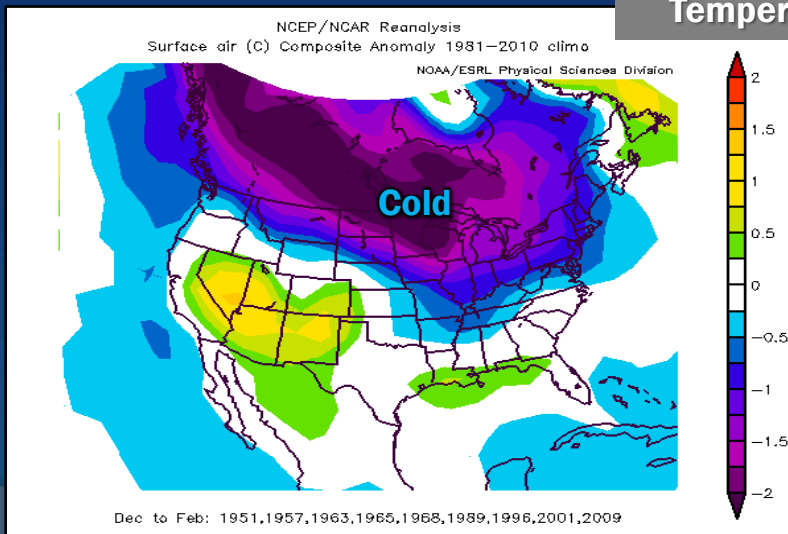 Temper
NCEP/NCAR Reanalysis
Surface air (C) Composite Anomaly 1981–2010 climo
NOAA/ESRL Physical Sciences Division
Cold
2
1.5
1
0.5
0
−0.5
−1
−1.5
−2
Dec to Feb: 1951,1957,1963,1965,1968,1989,1996,2001,2009